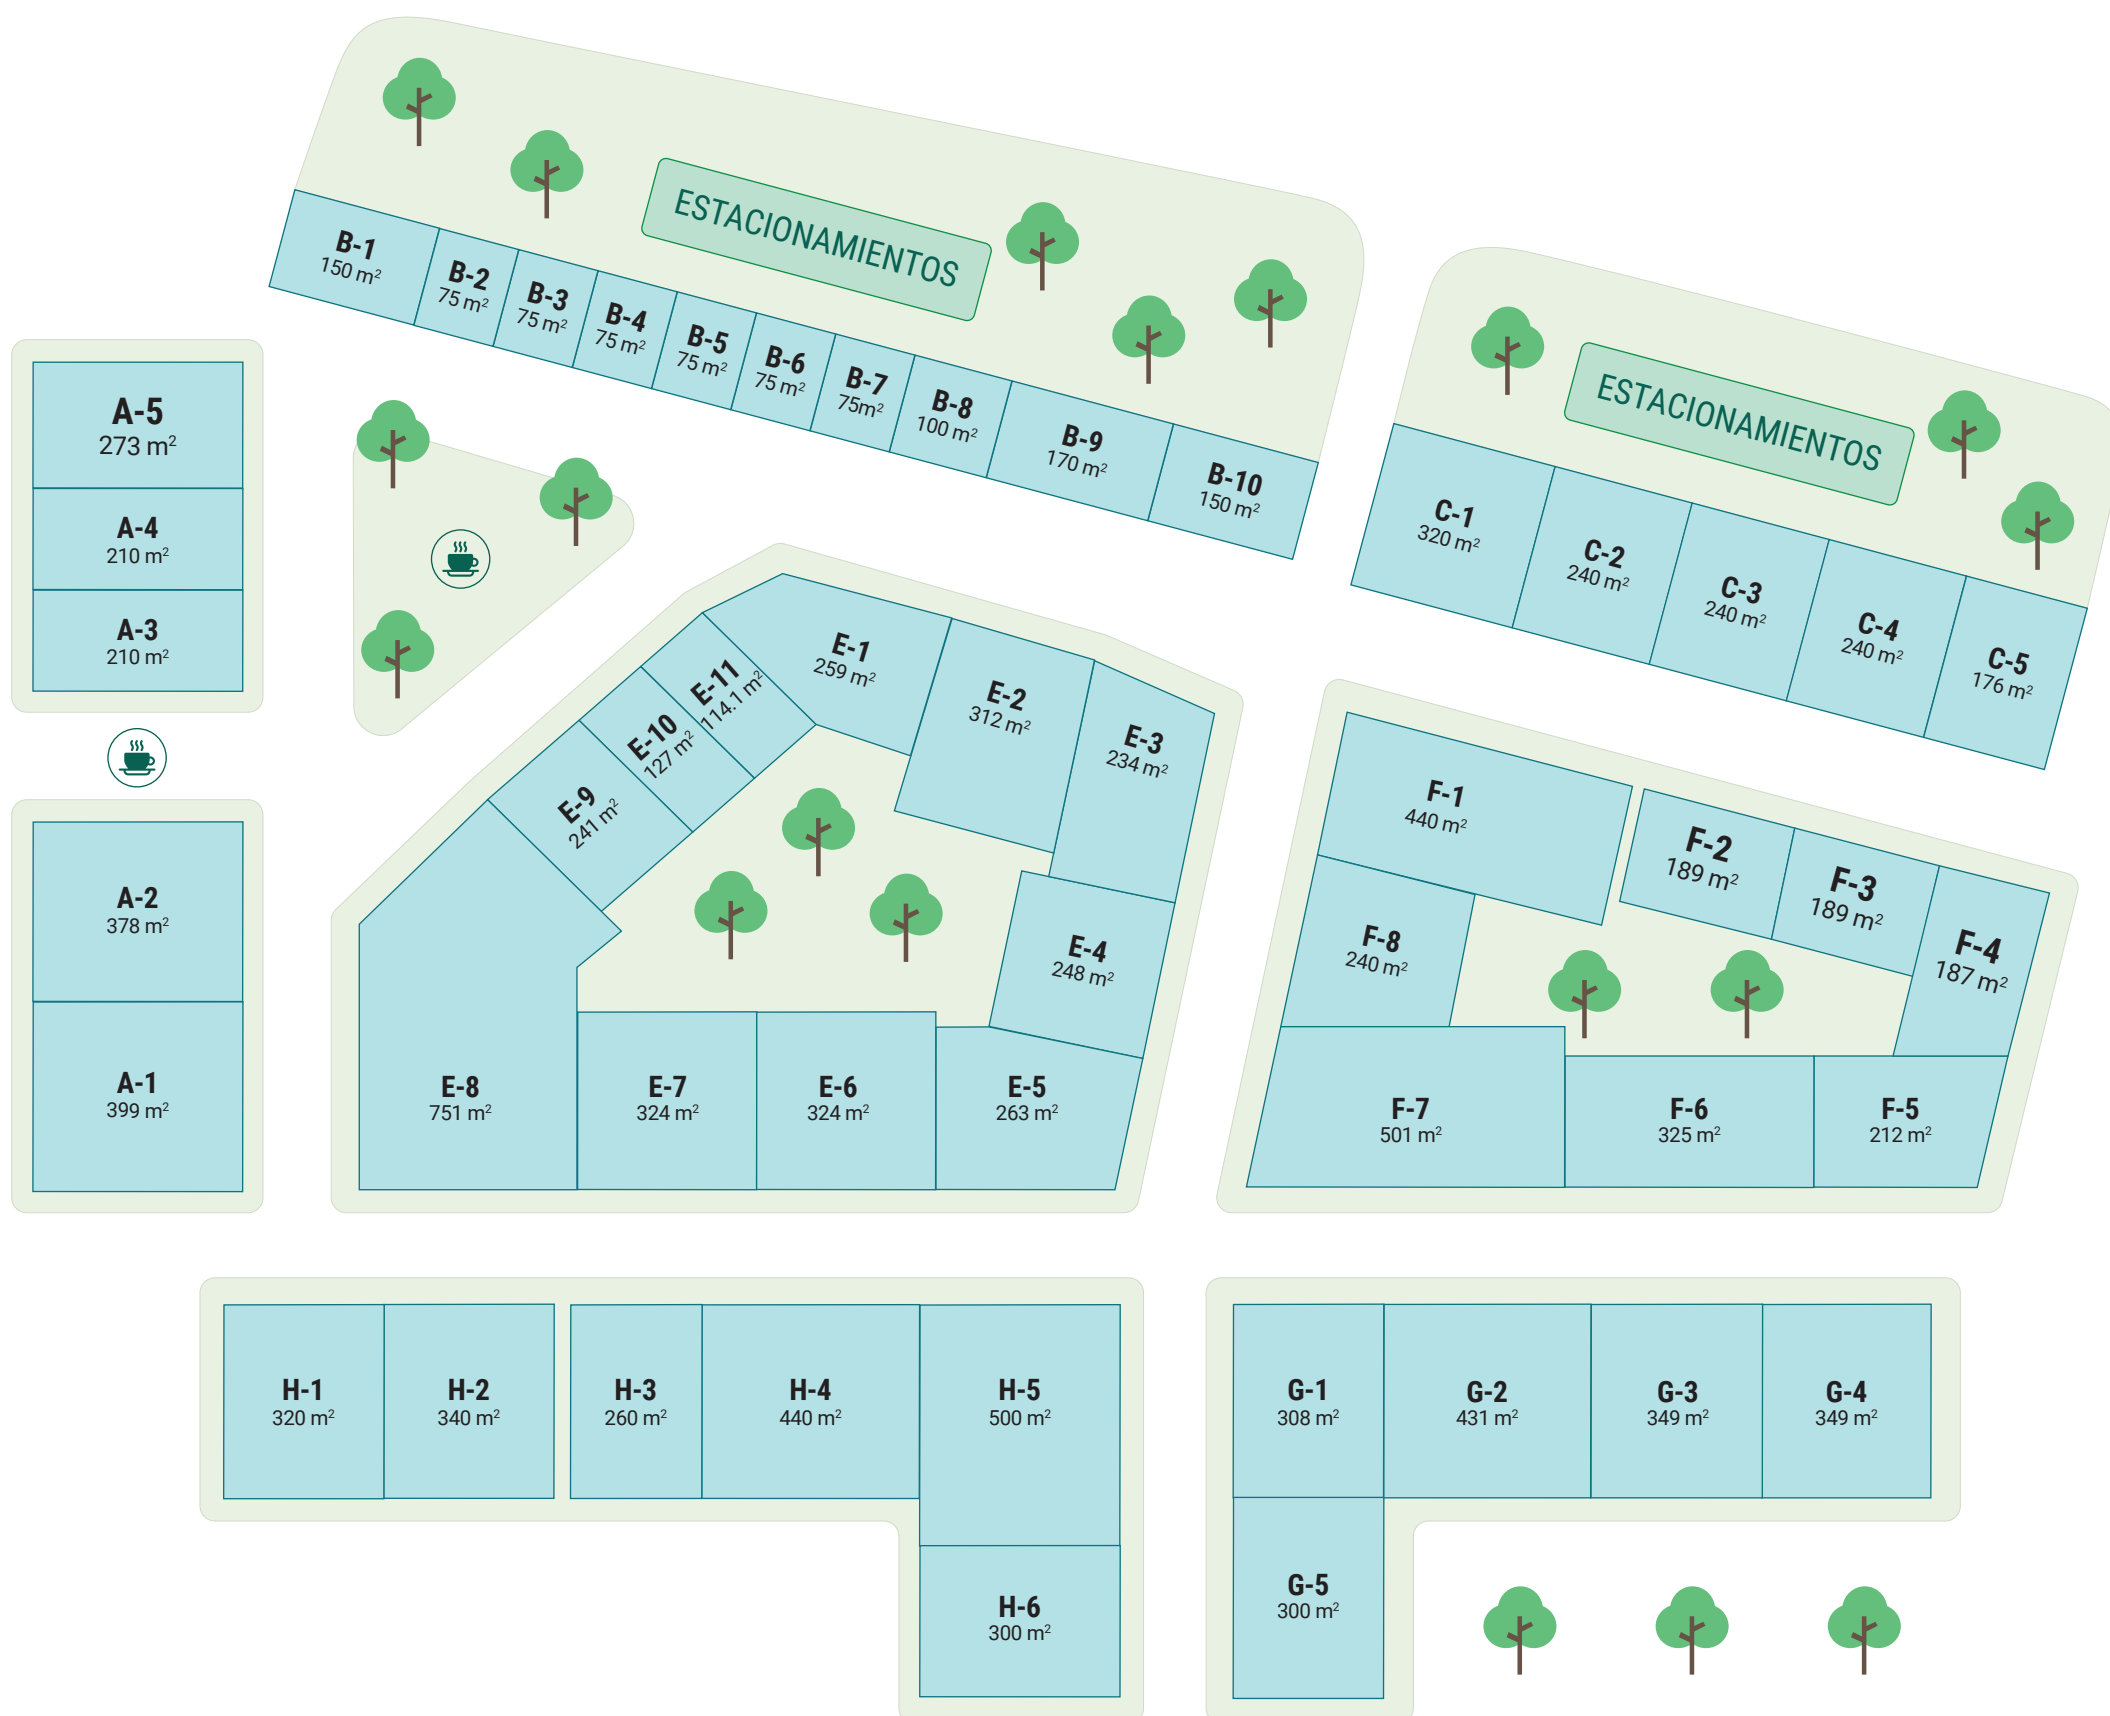 ESTACIONAMIENTOS
B-1
150 m²
B-2
75 m²
B-3
75 m²
B-4
75 m²
B-5
75 m²
B-6
75 m²
B-7
75m²
B-8
100 m²
B-9
170 m²
B-10
150 m²
ESTACIONAMIENTOS
C-1
320 m²
C-2
240 m²
C-3
240 m²
C-4
240 m²
C-5
176 m²
A-5
273 m²
A-4
210 m²
A-3
210 m²
A-2
378 m²
A-1
399 m²
E-1
259 m²
E-2
312 m²
E-3
234 m²
E-4
248 m²
E-5
263 m²
E-6
324 m²
E-7
324 m²
E-8
751 m²
E-9
241 m²
E-10
127 m²
E-11
114.1 m²
F-1
440 m²
F-2
189 m²
F-3
189 m²
F-4
187 m²
F-8
240 m²
F-7
501 m²
F-6
325 m²
F-5
212 m²
H-1
320 m²
H-2
340 m²
H-3
260 m²
H-4
440 m²
H-5
500 m²
H-6
300 m²
G-1
308 m²
G-2
431 m²
G-3
349 m²
G-4
349 m²
G-5
300 m²